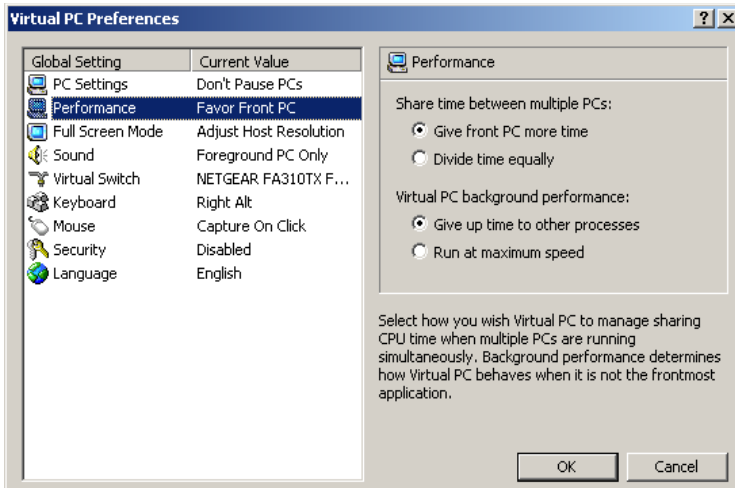 Virtual PC Preferences
Global Setting Current Value
PC Settings Don't Pause PCs
Performance Favor Front PC
Full Screen Mode Adjust Host Resolution
Sound Foreground PC Only
Virtual Switch NETGEAR FA310TX F...
Keyboard Right Alt
Mouse Capture On Click
Security Disabled
Language English
Performance
Share time between multiple PCs:
Give front PC more time
Divide time equally
Virtual PC background performance:
Give up time to other processes
Run at maximum speed
Select how you wish Virtual PC to manage sharing
CPU time when multiple PCs are running
simultaneously. Background performance determines
how Virtual PC behaves when it is not the frontmost
application.
OK Cancel